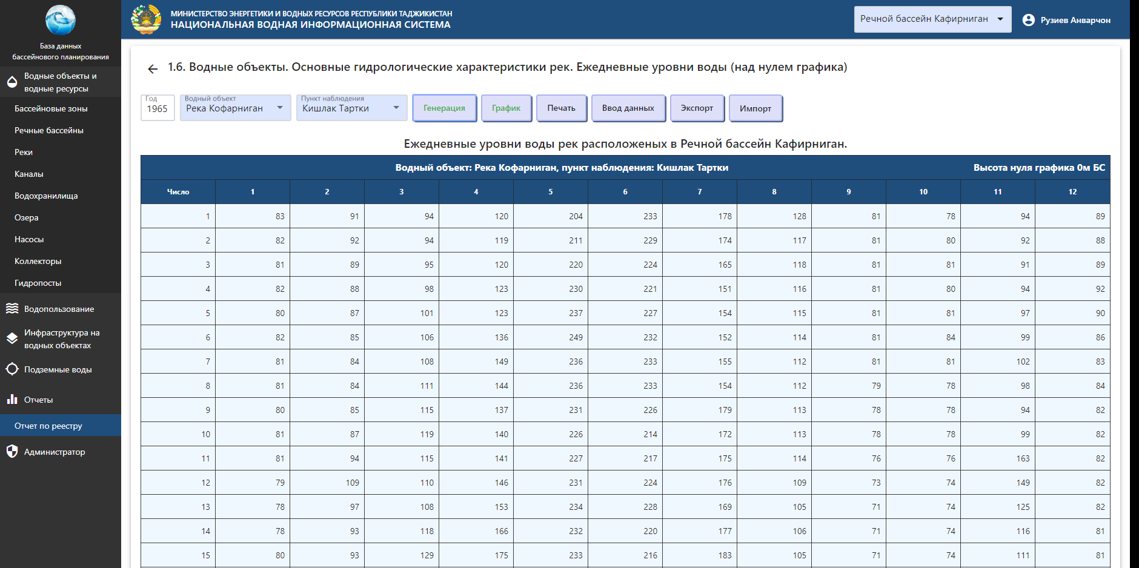 База данных
бассейнового планирования
Водные объекты и
водные ресурсы
Бассейновые зоны
Речные бассейны
Реки
Каналы
Водохранилища
Озера
Насосы
Коллекторы
Гидропосты
Водопользование
Инфраструктура на
водных объектах
Подземные воды
Отчеты
Отчет по реестру
Администратор
МИНИСТЕРСТВО ЭНЕРГЕТИКИ И ВОДНЫХ РЕСУРСОВ РЕСПУБЛИКИ ТАДЖИКИСТАН
НАЦИОНАЛЬНАЯ ВОДНАЯ ИНФОРМАЦИОННАЯ СИСТЕМА
Речной бассейн Кафирниган
Рузиев Анварчон
1.6. Водные объекты. Основные гидрологические характеристики рек. Ежедневные уровни воды (над нулем графика)
Год Водный объект Пункт наблюдения
1965 Река Кофарниган Кишлак Тартки Генерация График Печать Ввод данных Экспорт Импорт
Ежедневные уровни воды рек расположеных в Речной бассейн Кафирниган.
Водный объект: Река Кофарниган, пункт наблюдения: Кишлак Тартки Высота нуля графика 0м БС
Число 1 2 3 4 5 6 7 8 9 10 11 12
1 83 91 94 120 204 233 178 128 81 78 94 89
2 82 92 94 119 211 229 174 117 81 80 92 88
3 81 89 95 120 220 224 165 118 81 81 91 89
4 82 88 98 123 230 221 151 116 81 80 94 92
5 80 87 101 123 237 227 154 115 81 81 97 90
6 82 85 106 136 249 232 152 114 81 84 99 86
7 81 84 108 149 236 233 155 112 81 81 102 83
8 81 84 111 144 236 233 154 112 79 78 98 84
9 80 85 115 137 231 226 179 113 78 78 94 82
10 81 87 119 140 226 214 172 113 78 78 99 82
11 81 94 115 141 227 217 175 114 76 76 163 82
12 79 109 110 146 231 224 176 109 73 74 149 82
13 78 97 108 153 234 228 169 105 71 74 125 82
14 78 93 118 166 232 220 177 106 71 74 116 81
15 80 93 129 175 233 216 183 105 71 74 111 81